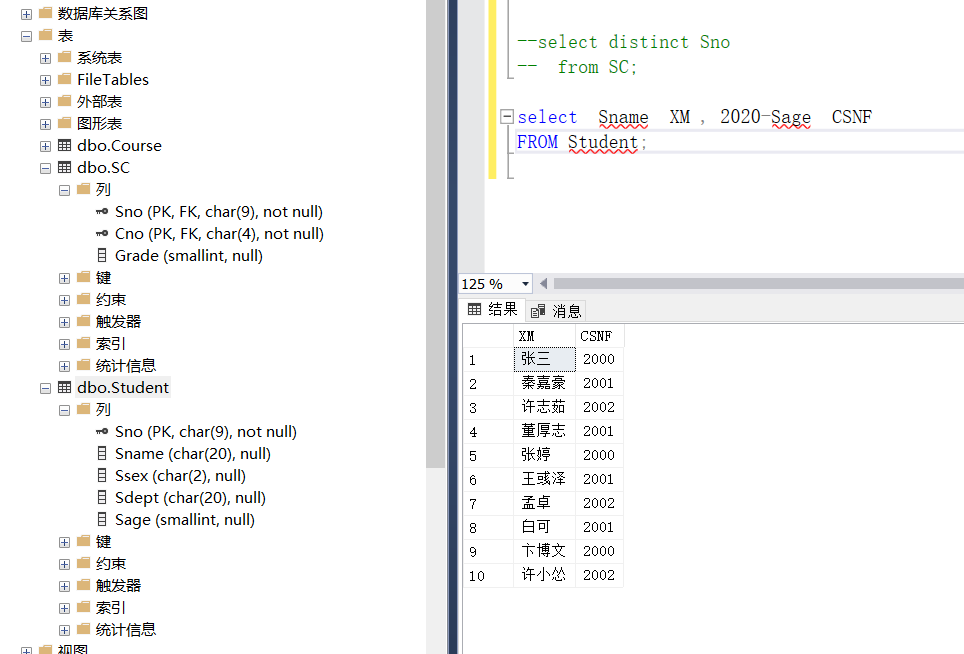 数据库关系图
表
系统表
FileTables
外部表
图形表
dbo.Course
dbo.SC
列
Sno (PK, FK, char(9), not null)
Cno (PK, FK, char(4), not null)
Grade (smallint, null)
键
约束
触发器
索引
统计信息
dbo.Student
列
Sno (PK, char(9), not null)
Sname (char(20), null)
Ssex (char(2), null)
Sdept (char(20), null)
Sage (smallint, null)
键
约束
触发器
索引
统计信息
视图
--select distinct Sno
-- from SC;
select Sname XM , 2020-Sage CSNF
FROM Student;
125 %
结果 消息
XM CSNF
1 张三 2000
2 秦嘉豪 2001
3 许志茹 2002
4 董厚志 2001
5 张婷 2000
6 王彧泽 2001
7 孟卓 2002
8 白可 2001
9 卞博文 2000
10 许小怂 2002